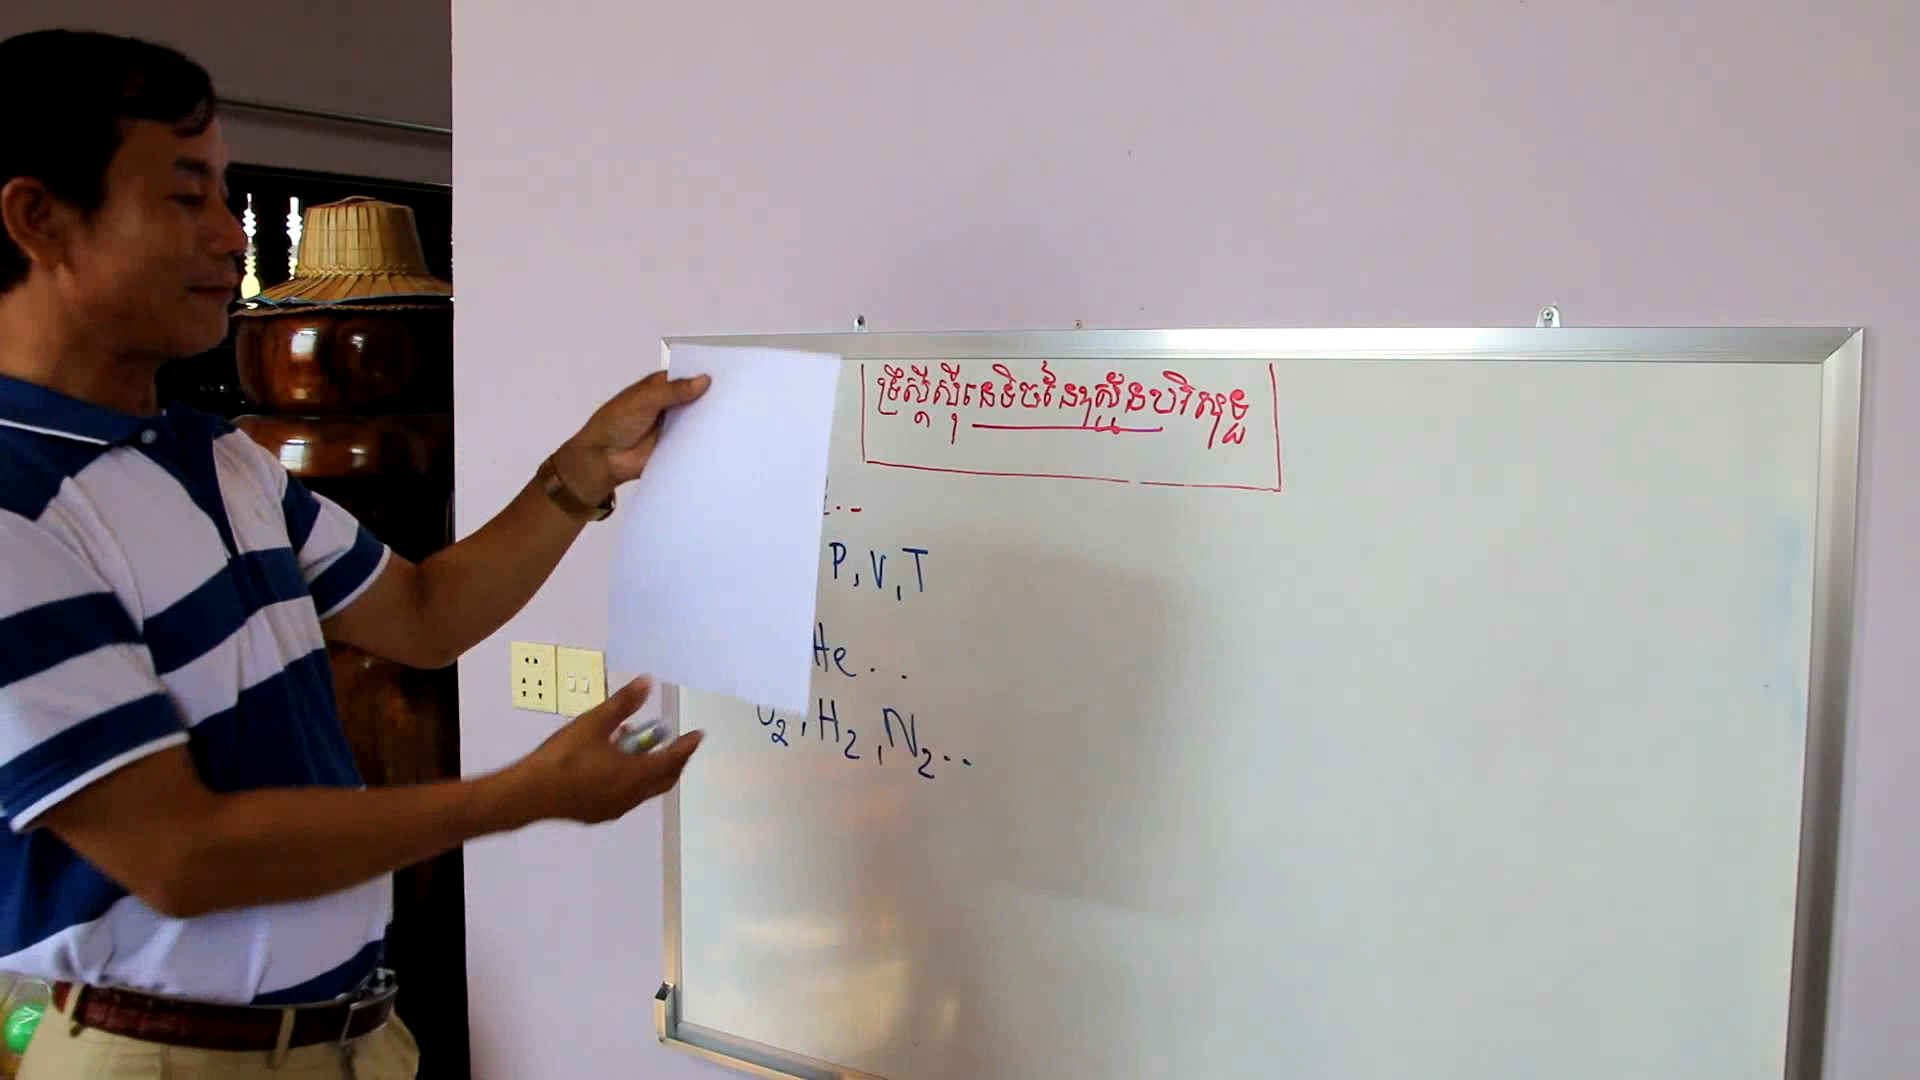 ទ្រឹស្តីស៊ីនេទិចនៃឧស្ម័នបរិសុទ្ធ
P, V, T
He . .
O₂, H₂, N₂ . .